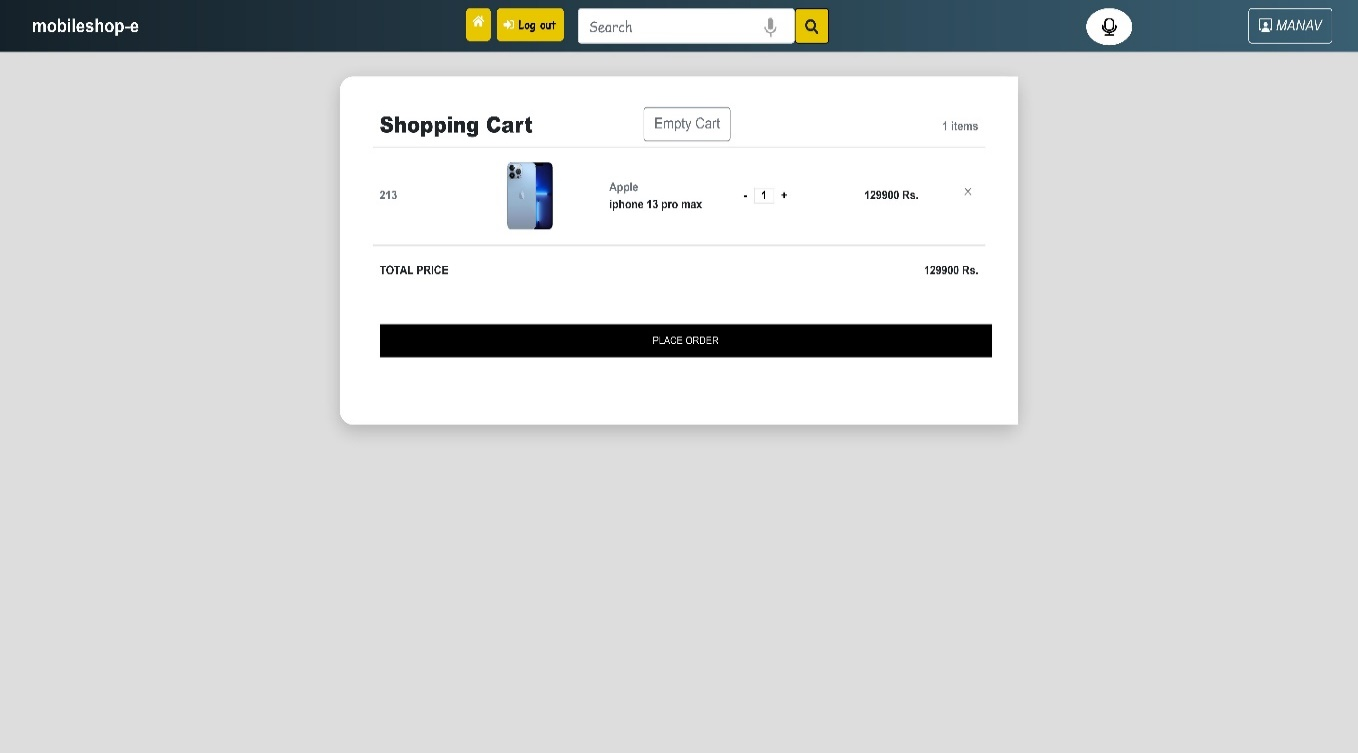 mobileshop-e
Log out
Search
MANAV
Shopping Cart
Empty Cart
1 items
213
Apple
iphone 13 pro max
- 1 +
129900 Rs.
X
TOTAL PRICE
129900 Rs.
PLACE ORDER